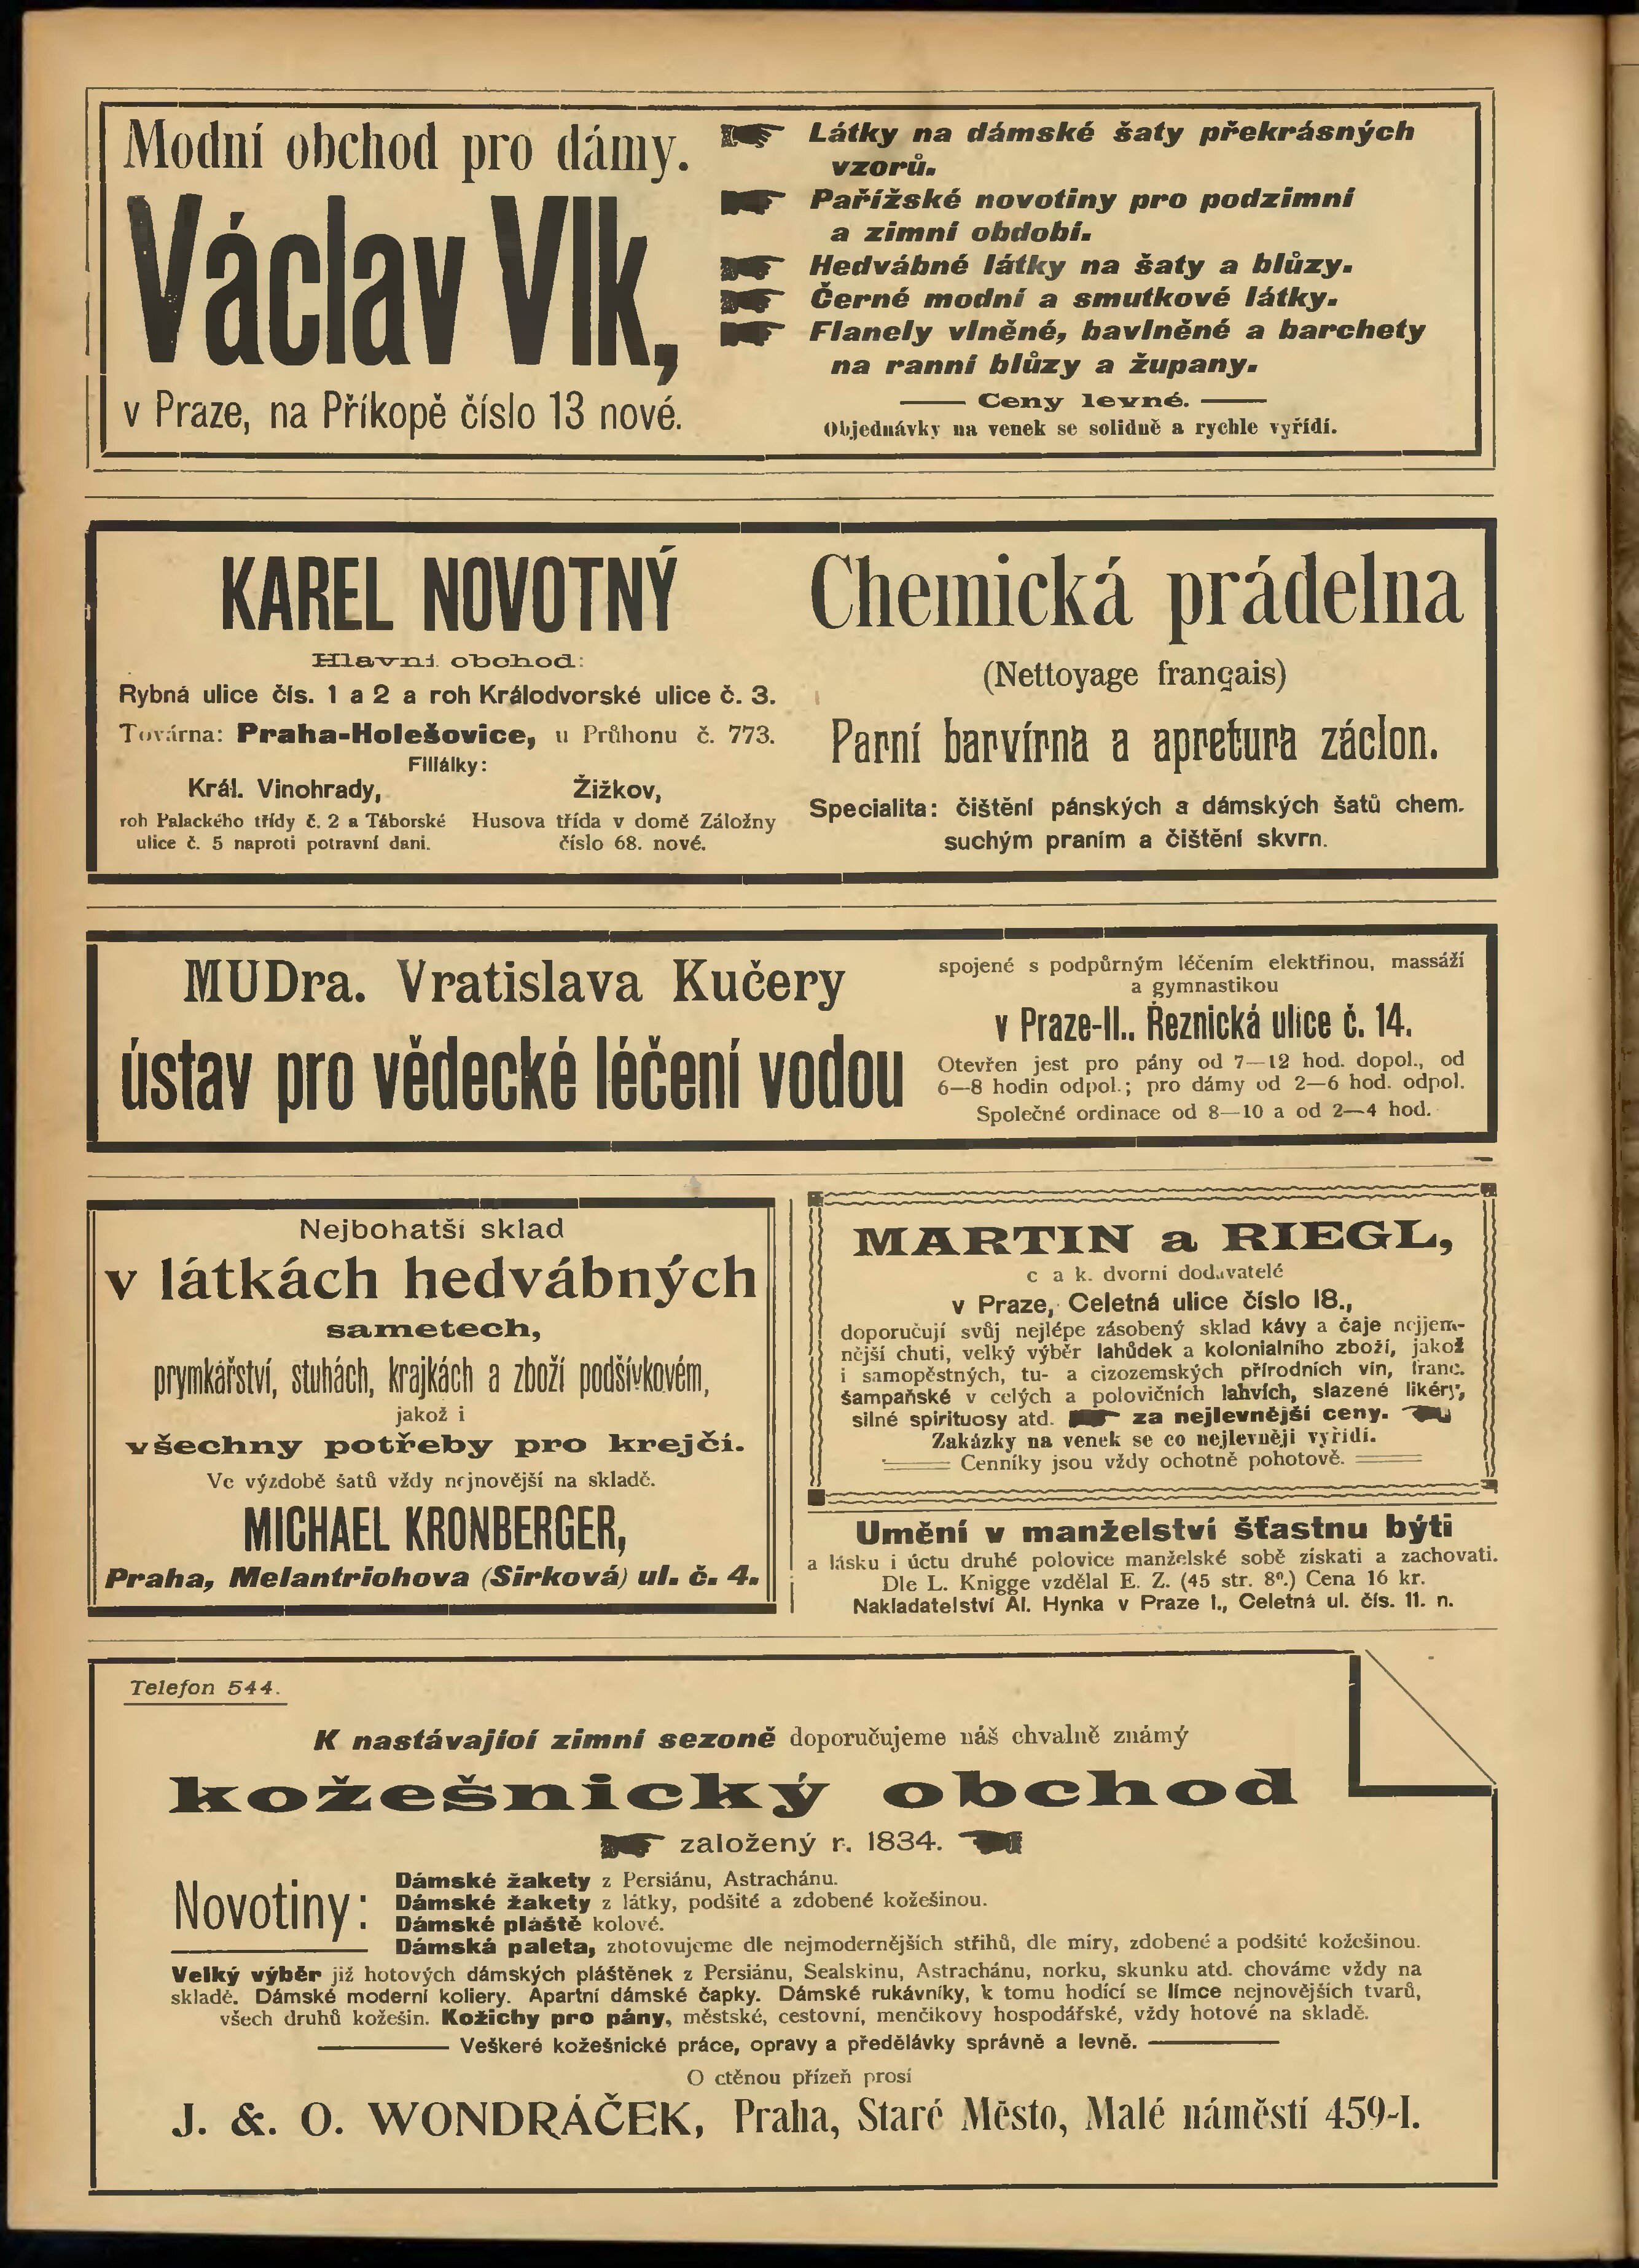 Modní obchod pro dámy.
Václav Vlk,
v Praze, na Příkopě číslo 13 nové.
Látky na dámské šaty překrásných
vzorů.
Pařížské novotiny pro podzimní
a zimní období.
Hedvábné látky na šaty a blůzy.
Černé modní a smutkové látky.
Flanely vlněné, bavlněné a barchety
na ranní blůzy a župany.
Ceny levné.
Objednávky na venek se solidně a rychle vyřídí.
KAREL NOVOTNÝ
Hlavní obchod:
Rybná ulice čís. 1 a 2 a roh Králodvorské ulice č. 3.
Továrna: Praha-Holešovice, u Průhonu č. 773.
Filiálky:
Král. Vinohrady,
roh Palackého třídy č. 2 a Táborské
ulice č. 5 naproti potravní dani.
Žižkov,
Husova třída v domě Záložny
číslo 68. nové.
Chemická prádelna
(Nettoyage français)
Parní barvírna a apretura záclon.
Specialita: čištění pánských a dámských šatů chem.
suchým praním a čištění skvrn.
MUDra. Vratislava Kučery
ústav pro vědecké léčení vodou
spojené s podpůrným léčením elektřinou, massáží
a gymnastikou
v Praze-II., Řeznická ulice č. 14.
Otevřen jest pro pány od 7—12 hod. dopol., od
6—8 hodin odpol.; pro dámy od 2—6 hod. odpol.
Společné ordinace od 8—10 a od 2—4 hod.
Nejbohatší sklad
v látkách hedvábných
sametech,
prymkářství, stuhách, krajkách a zboží podšívkovém,
jakož i
všechny potřeby pro krejčí.
Ve výzdobě šatů vždy nejnovější na skladě.
MICHAEL KRONBERGER,
Praha, Melantrichova (Sirková) ul. č. 4.
MARTIN a RIEGL,
c a k. dvorní dodavatelé
v Praze, Celetná ulice číslo 18.,
doporučují svůj nejlépe zásobený sklad kávy a čaje nejjem-
nější chuti, velký výběr lahůdek a kolonialního zboží, jakož
i samopěstných, tu- a cizozemských přírodních vín, franc.
šampaňské v celých a polovičních lahvích, slazené likéry,
silné spirituosy atd. za nejlevnější ceny.
Zakázky na venek se co nejlevněji vyřídí.
Cenníky jsou vždy ochotně pohotově.
Umění v manželství šťastnu býti
a lásku i úctu druhé polovice manželské sobě získati a zachovati.
Dle L. Knigge vzdělal E. Z. (45 str. 8º.) Cena 16 kr.
Nakladatelství Al. Hynka v Praze I., Celetná ul. čís. 11. n.
Telefon 544.
K nastávající zimní sezoně doporučujeme náš chvalně známý
kožešnický obchod
založený r. 1834.
Novotiny:
Dámské žakety z Persiánu, Astrachánu.
Dámské žakety z látky, podšité a zdobené kožešinou.
Dámské pláště kolové.
Dámská paleta, zhotovujeme dle nejmodernějších střihů, dle míry, zdobené a podšité kožešinou.
Velký výběr již hotových dámských pláštěnek z Persiánu, Sealskinu, Astrachánu, norku, skunku atd. chováme vždy na
skladě. Dámské moderní koliery. Apartní dámské čapky. Dámské rukávníky, k tomu hodící se límce nejnovějších tvarů,
všech druhů kožešin. Kožichy pro pány, městské, cestovní, menčikovy hospodářské, vždy hotové na skladě.
Veškeré kožešnické práce, opravy a předělávky správně a levně.
O ctěnou přízeň prosí
J. &. O. WONDRÁČEK, Praha, Staré Město, Malé náměstí 459-I.